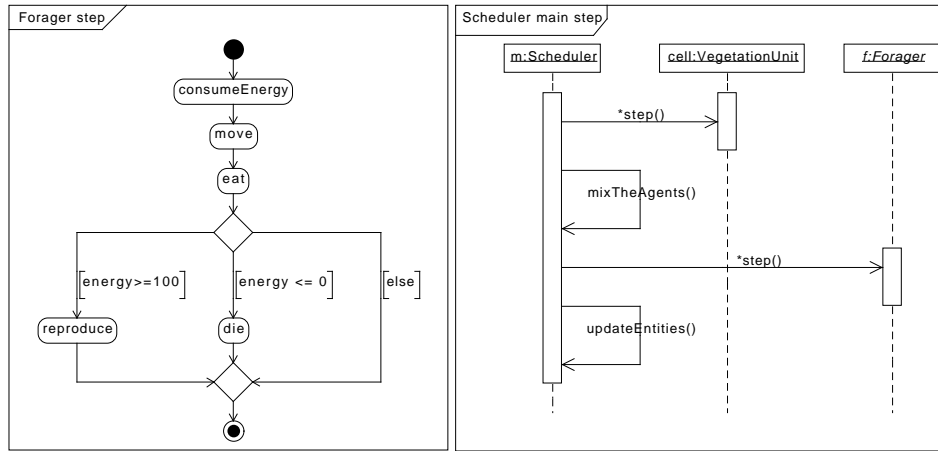 Forager step
consumeEnergy
move
eat
[energy>=100]
[energy <= 0]
[else]
reproduce
die
Scheduler main step
m:Scheduler
cell:VegetationUnit
f:Forager
*step()
mixTheAgents()
*step()
updateEntities()